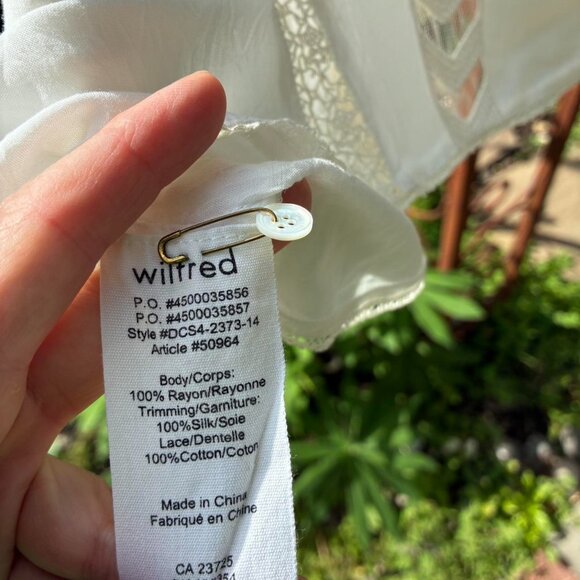 wilfred
P.O. #4500035856
P.O. #4500035857
Style #DCS4-2373-14
Article #50964
Body/Corps:
100% Rayon/Rayonne
Trimming/Garniture:
100%Silk/Soie
Lace/Dentelle
100%Cotton/Coton
Made in China
Fabriqué en Chine
CA 23725